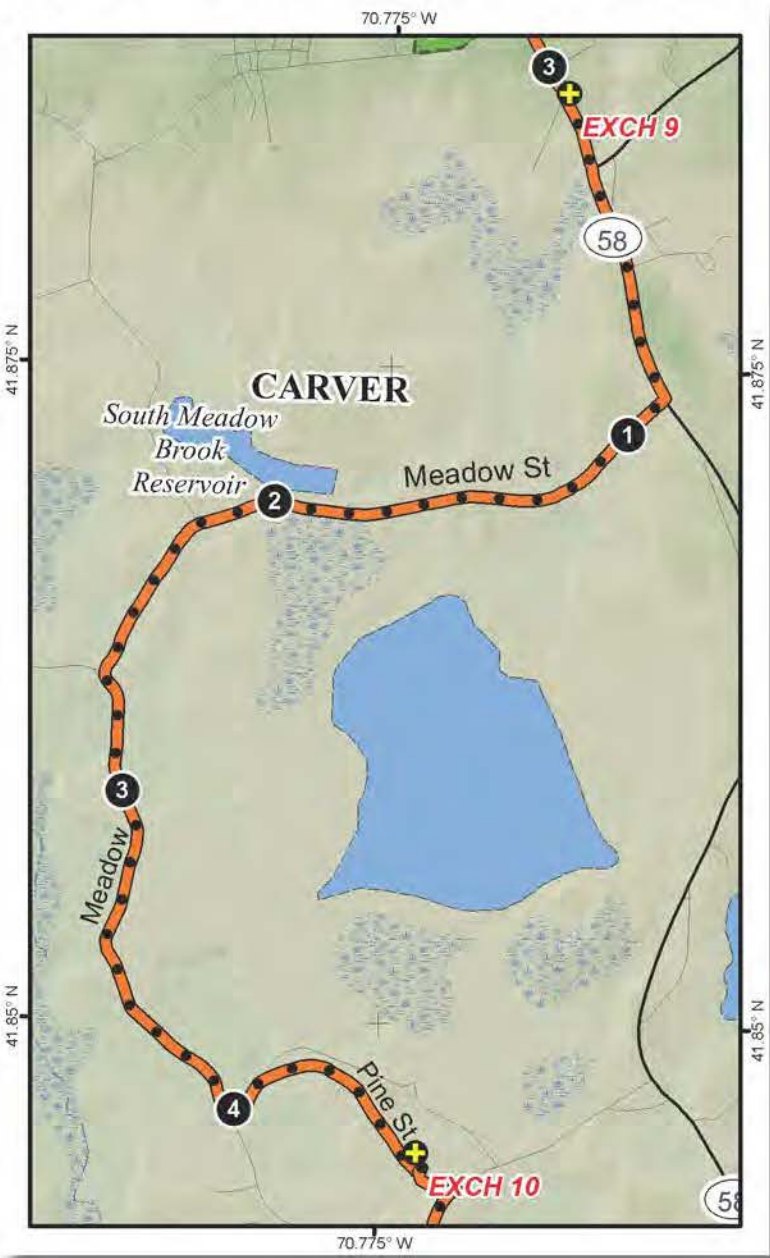 70.775° W
3
EXCH 9
58
41.875° N
41.875° N
CARVER
South Meadow
Brook
Reservoir
1
Meadow St
2
3
Meadow
41.85° N
41.85° N
4
Pine St
EXCH 10
58
70.775° W